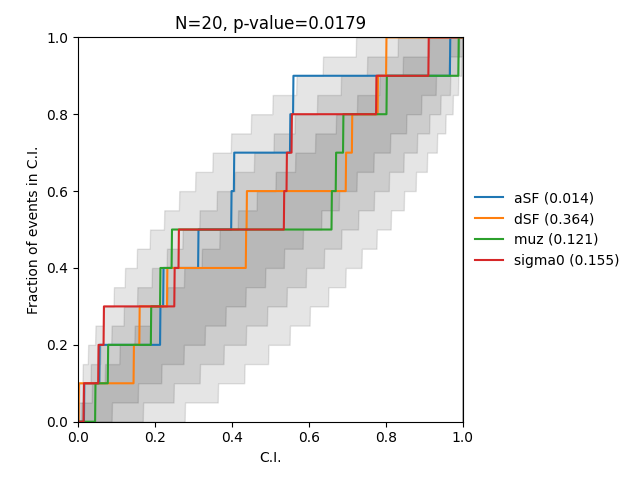 N=20, p-value=0.0179
1.0
0.8
0.6
0.4
0.2
0.0
Fraction of events in C.I.
0.0 0.2 0.4 0.6 0.8 1.0
C.I.
aSF (0.014)
dSF (0.364)
muz (0.121)
sigma0 (0.155)